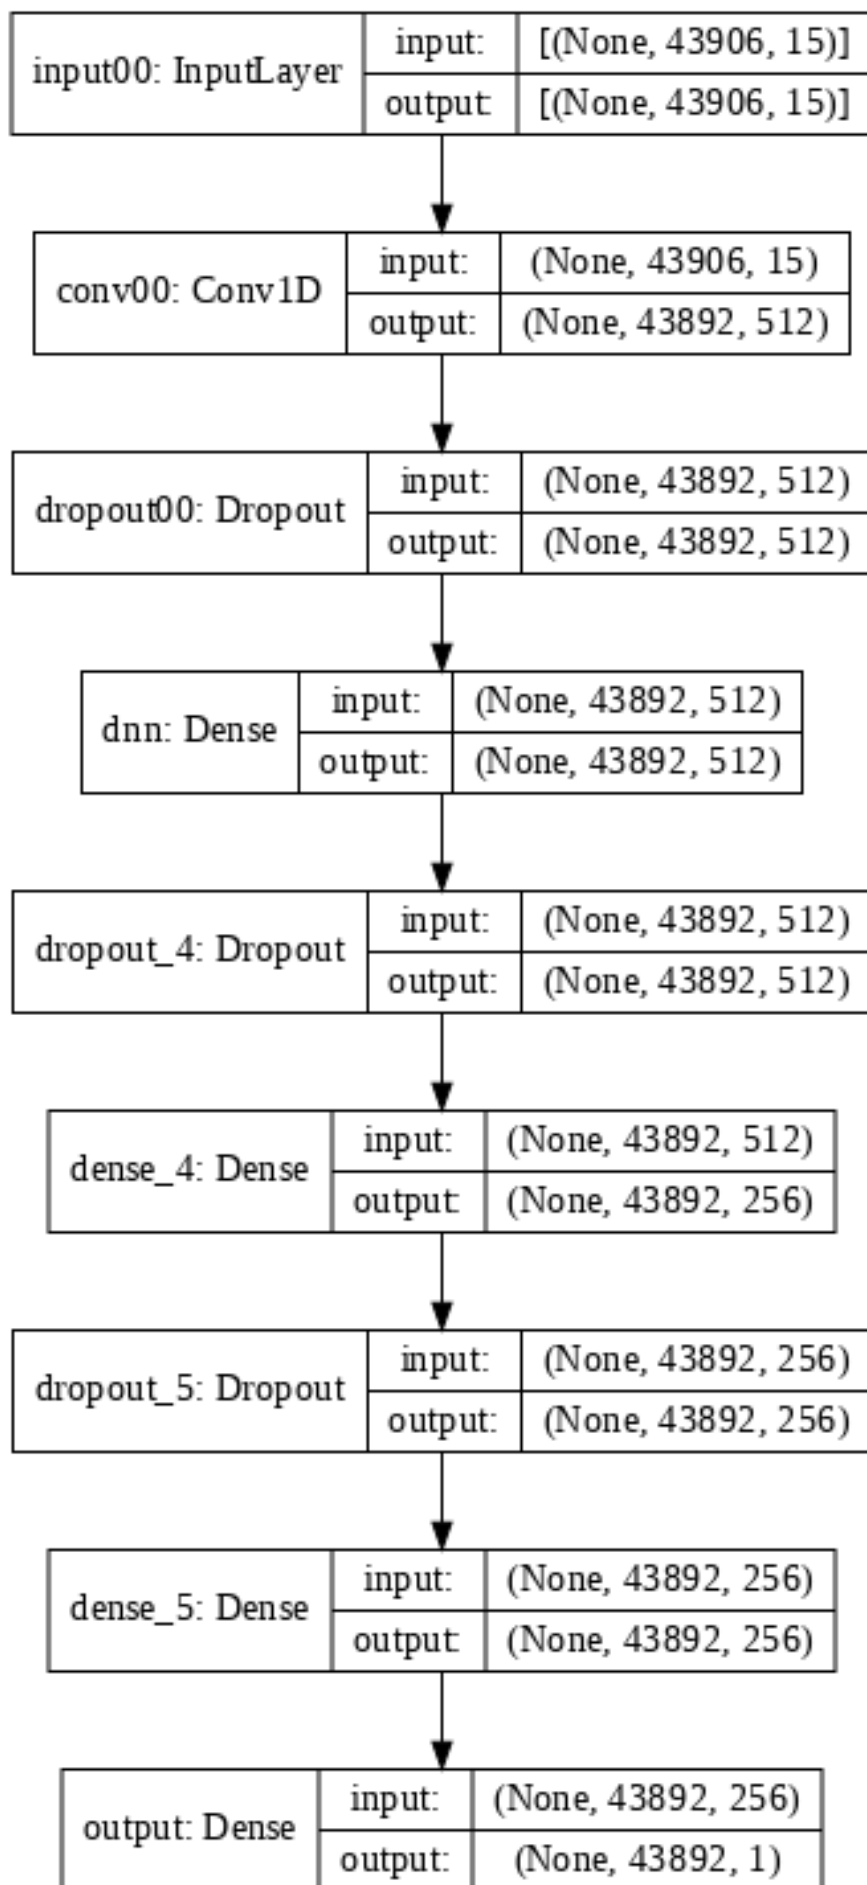 input00: InputLayer
input:
[(None, 43906, 15)]
output:
[(None, 43906, 15)]
conv00: Conv1D
input:
(None, 43906, 15)
output:
(None, 43892, 512)
dropout00: Dropout
input:
(None, 43892, 512)
output:
(None, 43892, 512)
dnn: Dense
input:
(None, 43892, 512)
output:
(None, 43892, 512)
dropout_4: Dropout
input:
(None, 43892, 512)
output:
(None, 43892, 512)
dense_4: Dense
input:
(None, 43892, 512)
output:
(None, 43892, 256)
dropout_5: Dropout
input:
(None, 43892, 256)
output:
(None, 43892, 256)
dense_5: Dense
input:
(None, 43892, 256)
output:
(None, 43892, 256)
output: Dense
input:
(None, 43892, 256)
output:
(None, 43892, 1)